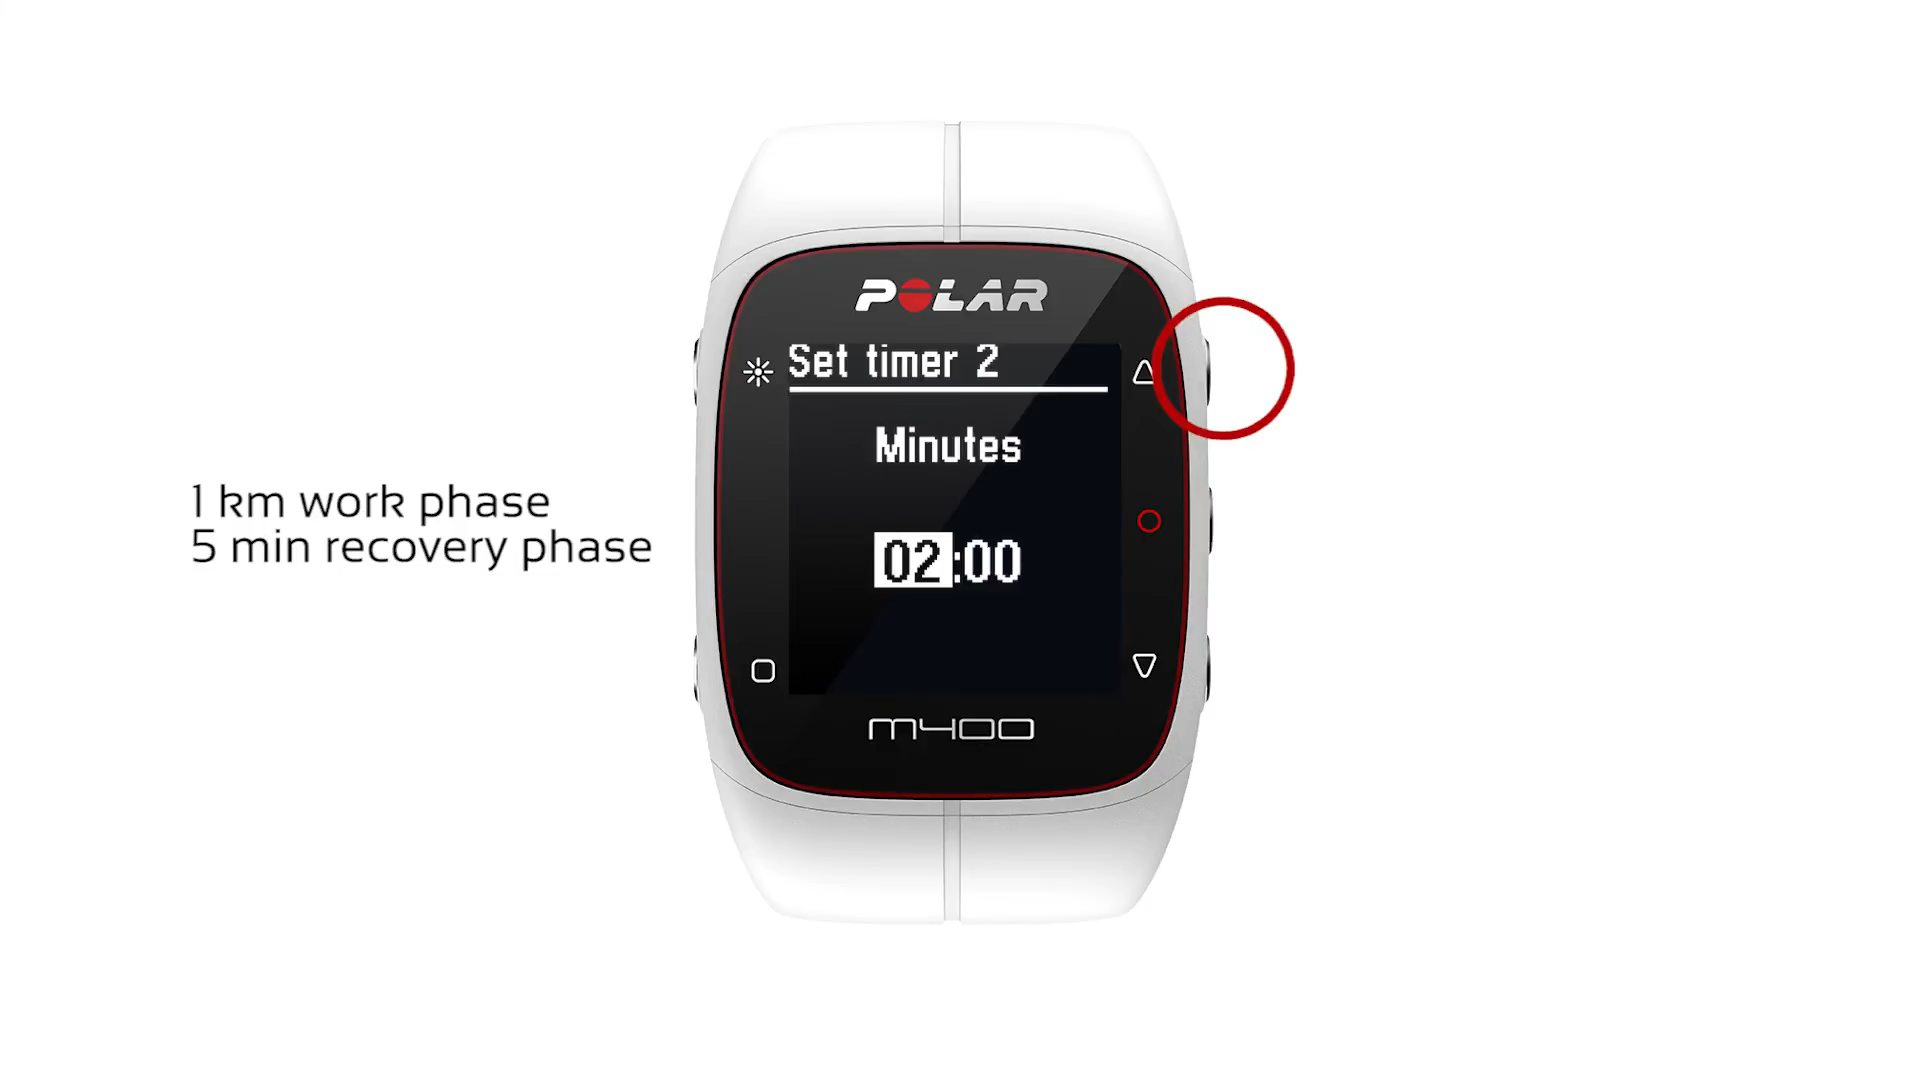 POLAR
Set timer 2
Minutes
02:00
M400
1 km work phase
5 min recovery phase